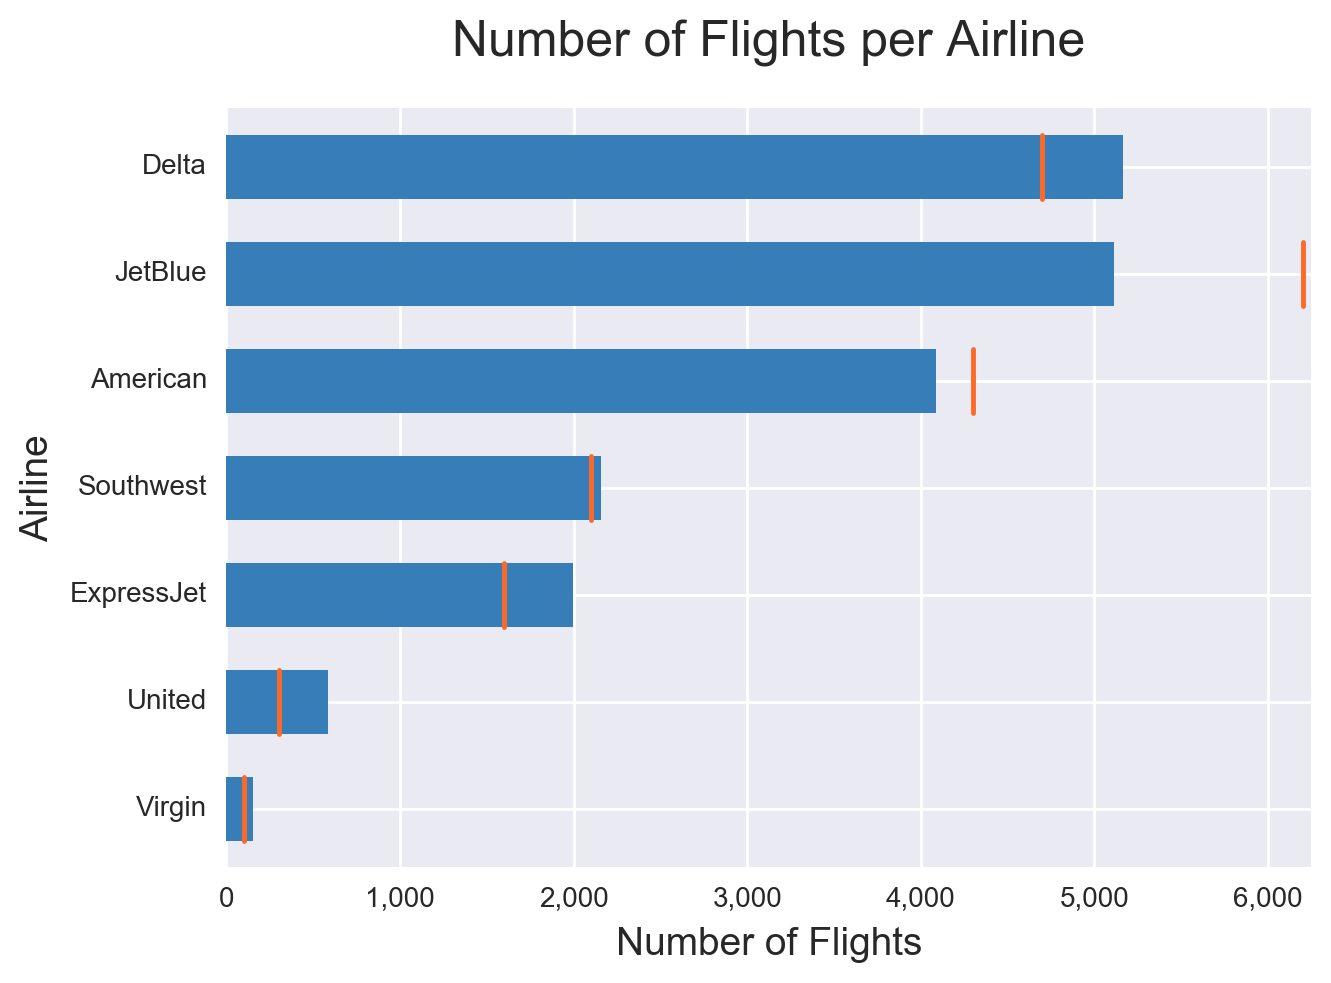 Number of Flights per Airline
Delta
JetBlue
American
Southwest
ExpressJet
United
Virgin
Airline
0 1,000 2,000 3,000 4,000 5,000 6,000
Number of Flights